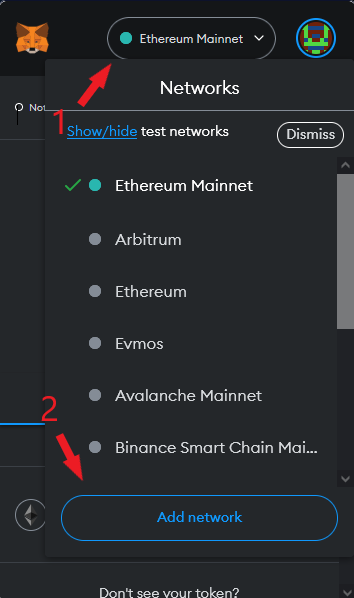 Ethereum Mainnet
Networks
1
Not
Show/hide test networks
Dismiss
Ethereum Mainnet
Arbitrum
Ethereum
Evmos
Avalanche Mainnet
2
Binance Smart Chain Mai...
Add network
Don't see your token?